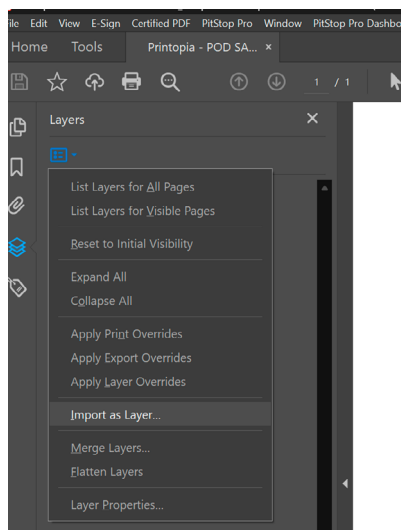 File Edit View E-Sign Certified PDF PitStop Pro Window PitStop Pro Dashbo
Home Tools Printopia - POD SA... ×
1 / 1
Layers
List Layers for All Pages
List Layers for Visible Pages
Reset to Initial Visibility
Expand All
Collapse All
Apply Print Overrides
Apply Export Overrides
Apply Layer Overrides
Import as Layer...
Merge Layers...
Flatten Layers
Layer Properties...